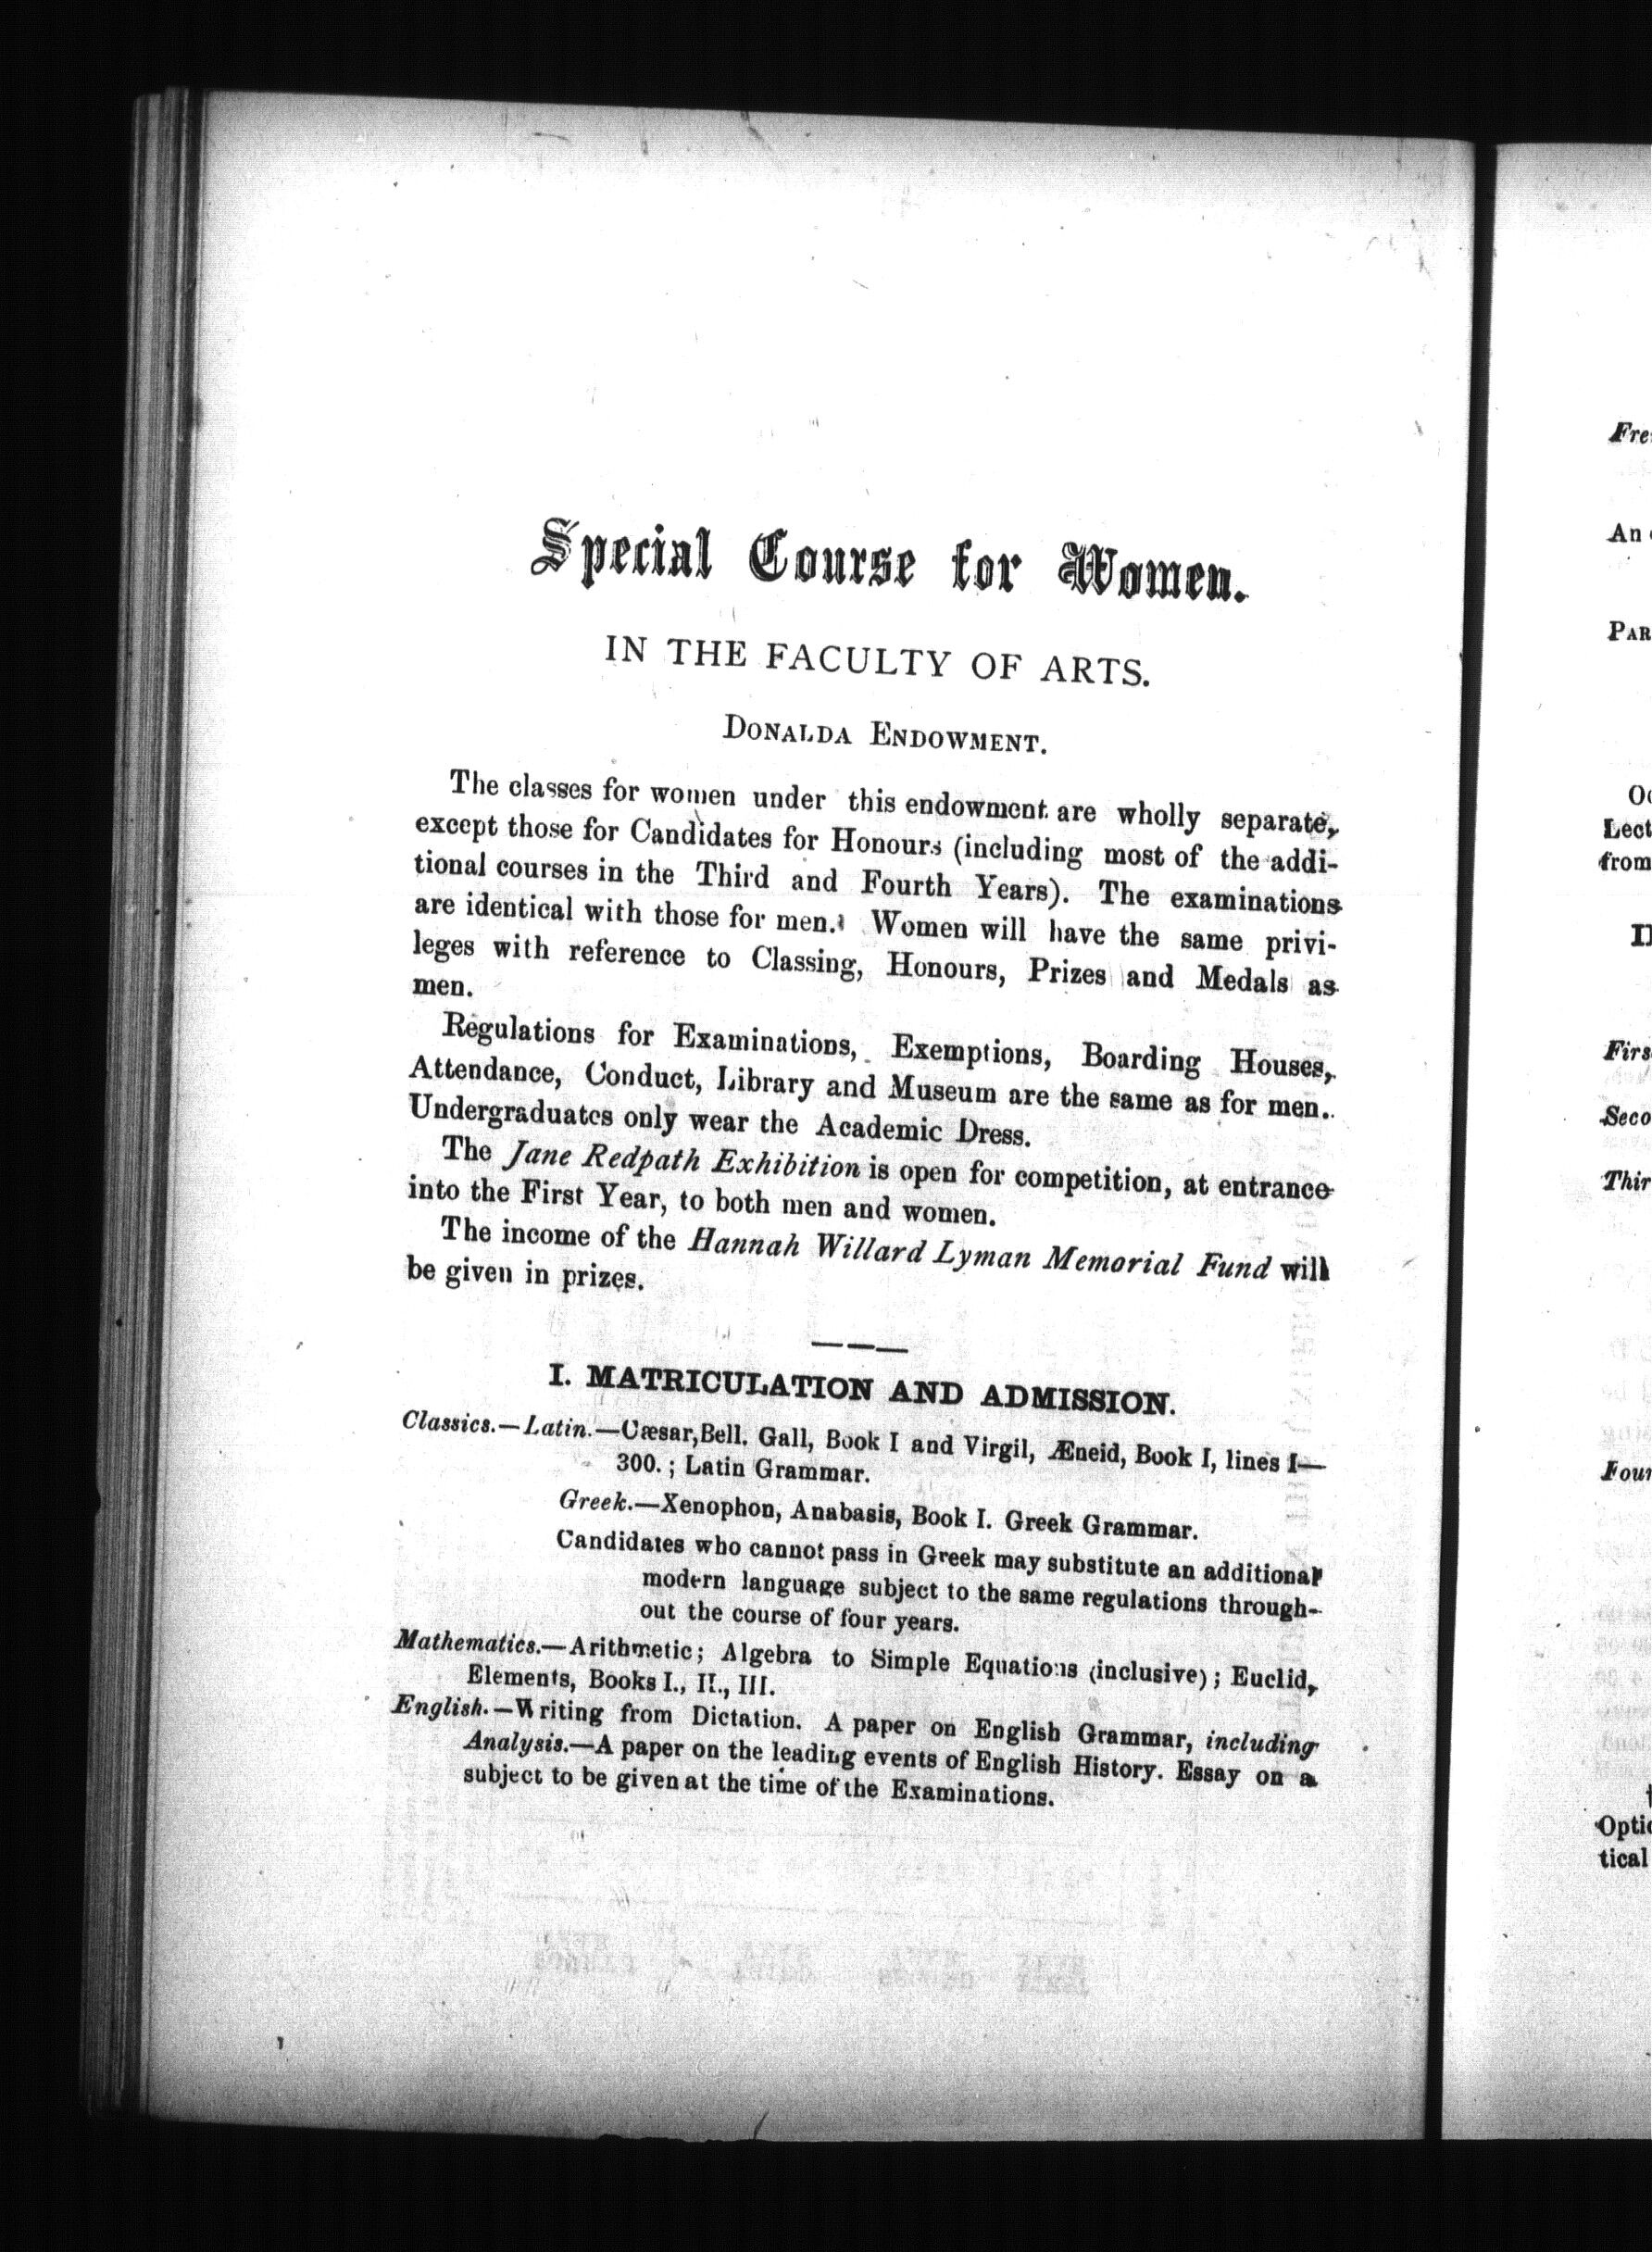 Special Course for Women.
IN THE FACULTY OF ARTS.
DONALDA ENDOWMENT.
The classes for women under this endowment are wholly separate,
except those for Candidates for Honours (including most of the addi-
tional courses in the Third and Fourth Years). The examinations
are identical with those for men. Women will have the same privi-
leges with reference to Classing, Honours, Prizes and Medals as
men.
Regulations for Examinations, Exemptions, Boarding Houses,
Attendance, Conduct, Library and Museum are the same as for men.
Undergraduates only wear the Academic Dress.
The Jane Redpath Exhibition is open for competition, at entrance
into the First Year, to both men and women.
The income of the Hannah Willard Lyman Memorial Fund will
be given in prizes.
I. MATRICULATION AND ADMISSION.
Classics.—Latin.—Cæsar, Bell. Gall, Book I and Virgil, Æneid, Book I, lines I—
300.; Latin Grammar.
Greek.—Xenophon, Anabasis, Book I. Greek Grammar.
Candidates who cannot pass in Greek may substitute an additional
modern language subject to the same regulations through-
out the course of four years.
Mathematics.—Arithmetic; Algebra to Simple Equations (inclusive); Euclid,
Elements, Books I., II., III.
English.—Writing from Dictation. A paper on English Grammar, including
Analysis.—A paper on the leading events of English History. Essay on a
subject to be given at the time of the Examinations.
Fre
An
PAR
Lect
from
Firs
Seco
Thir
Four
Optio
tical